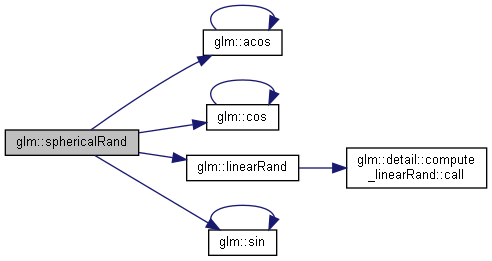 glm::acos
glm::cos
glm::sphericalRand
glm::linearRand
glm::detail::compute
_linearRand::call
glm::sin